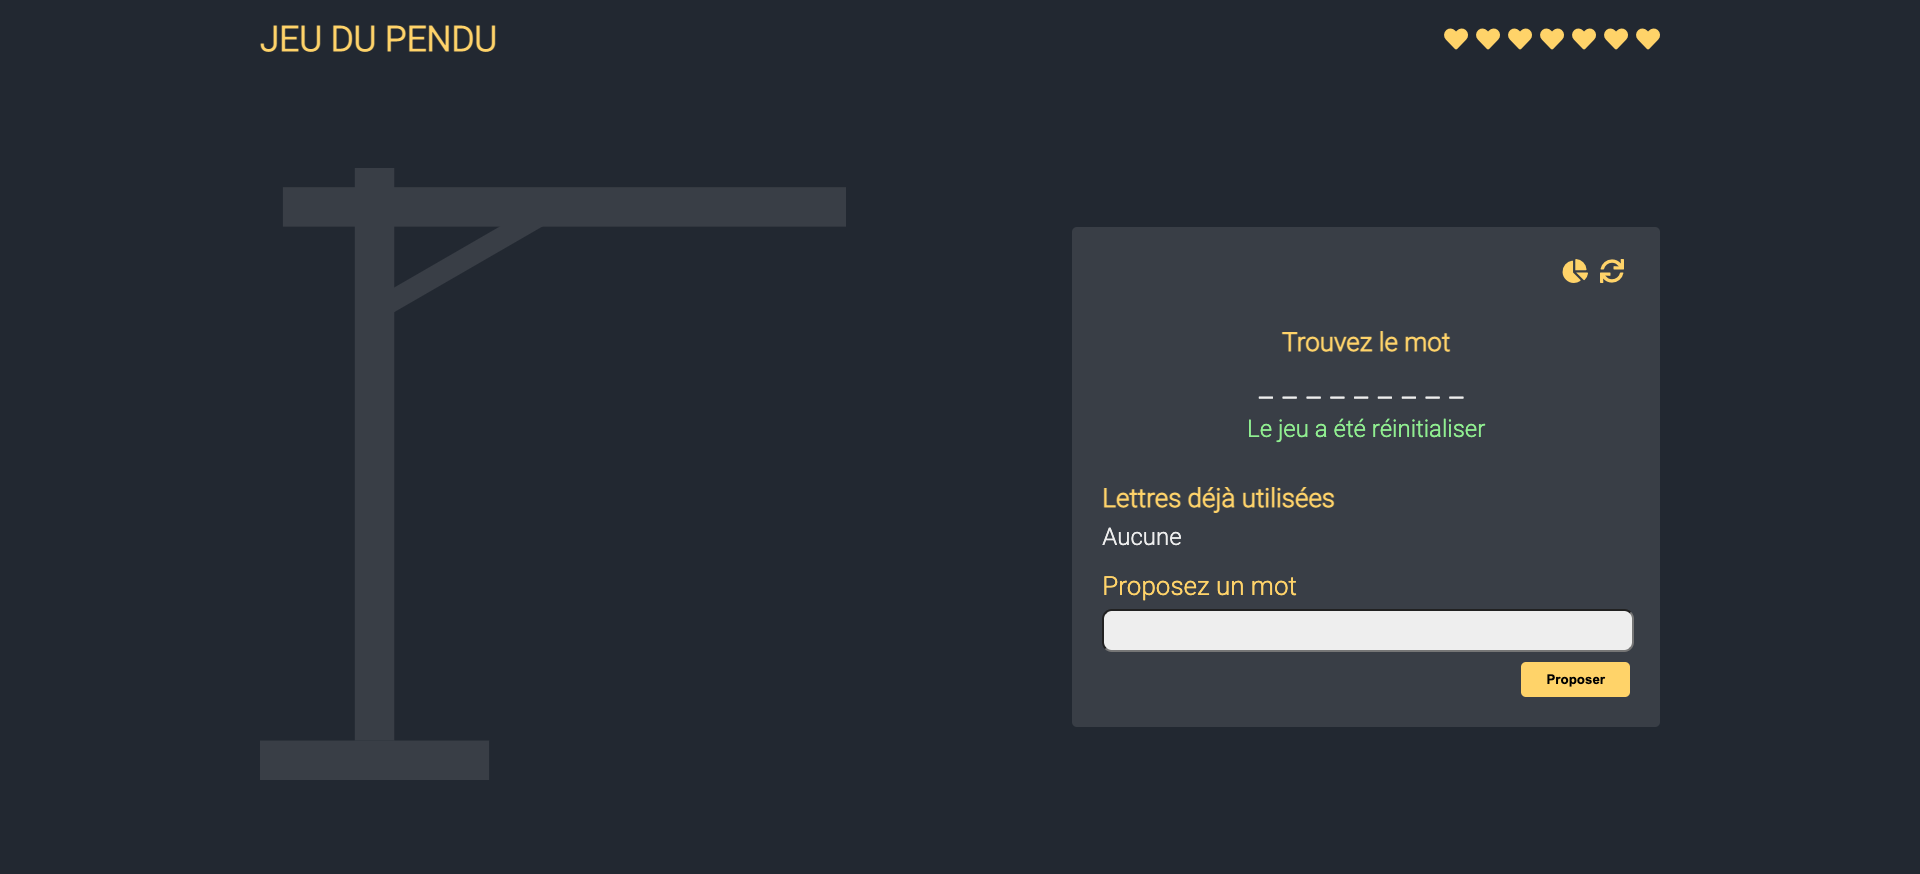 JEU DU PENDU
Trouvez le mot
_ _ _ _ _ _ _ _ _
Le jeu a été réinitialiser
Lettres déjà utilisées
Aucune
Proposez un mot
Proposer